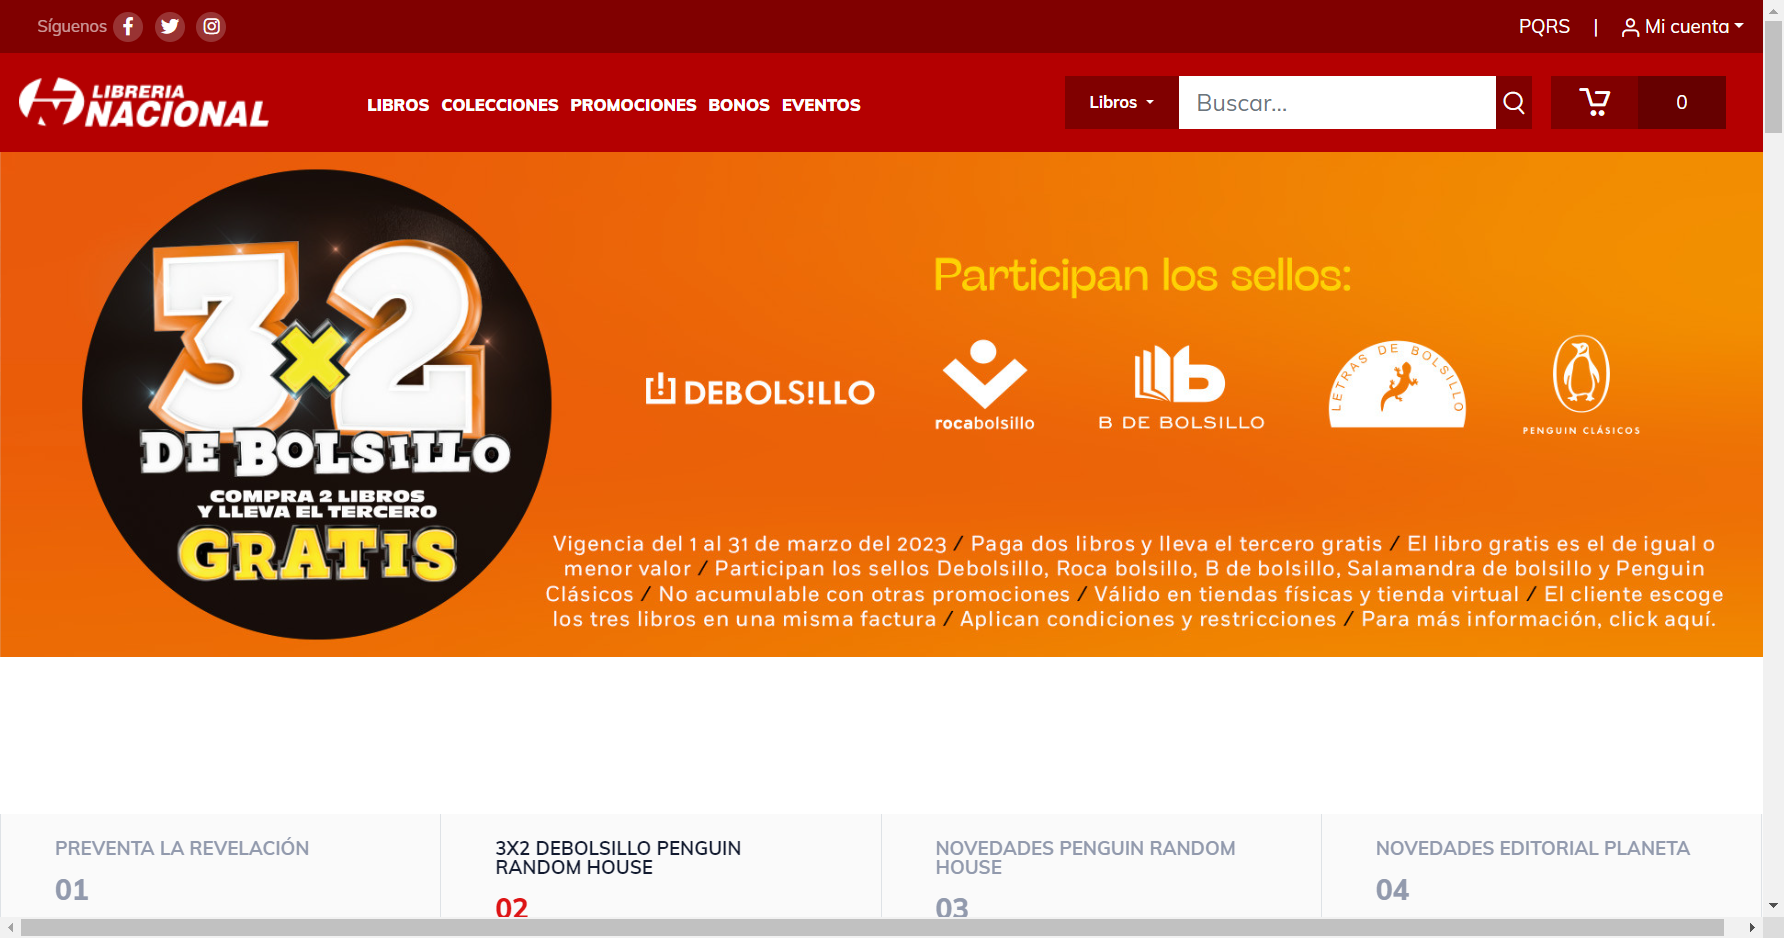 Síguenos
PQRS | Mi cuenta
LIBRERIA
NACIONAL
LIBROS COLECCIONES PROMOCIONES BONOS EVENTOS
Libros
Buscar...
0
3x2
DE BOLSILLO
COMPRA 2 LIBROS
Y LLEVA EL TERCERO
GRATIS
Participan los sellos:
DEBOLS!LLO
rocabolsillo
b
B DE BOLSILLO
LETRAS DE BOLSILLO
PENGUIN CLÁSICOS
Vigencia del 1 al 31 de marzo del 2023 / Paga dos libros y lleva el tercero gratis / El libro gratis es el de igual o
menor valor / Participan los sellos Debolsillo, Roca bolsillo, B de bolsillo, Salamandra de bolsillo y Penguin
Clásicos / No acumulable con otras promociones / Válido en tiendas físicas y tienda virtual / El cliente escoge
los tres libros en una misma factura / Aplican condiciones y restricciones / Para más información, click aquí.
PREVENTA LA REVELACIÓN
01
3X2 DEBOLSILLO PENGUIN
RANDOM HOUSE
02
NOVEDADES PENGUIN RANDOM
HOUSE
03
NOVEDADES EDITORIAL PLANETA
04